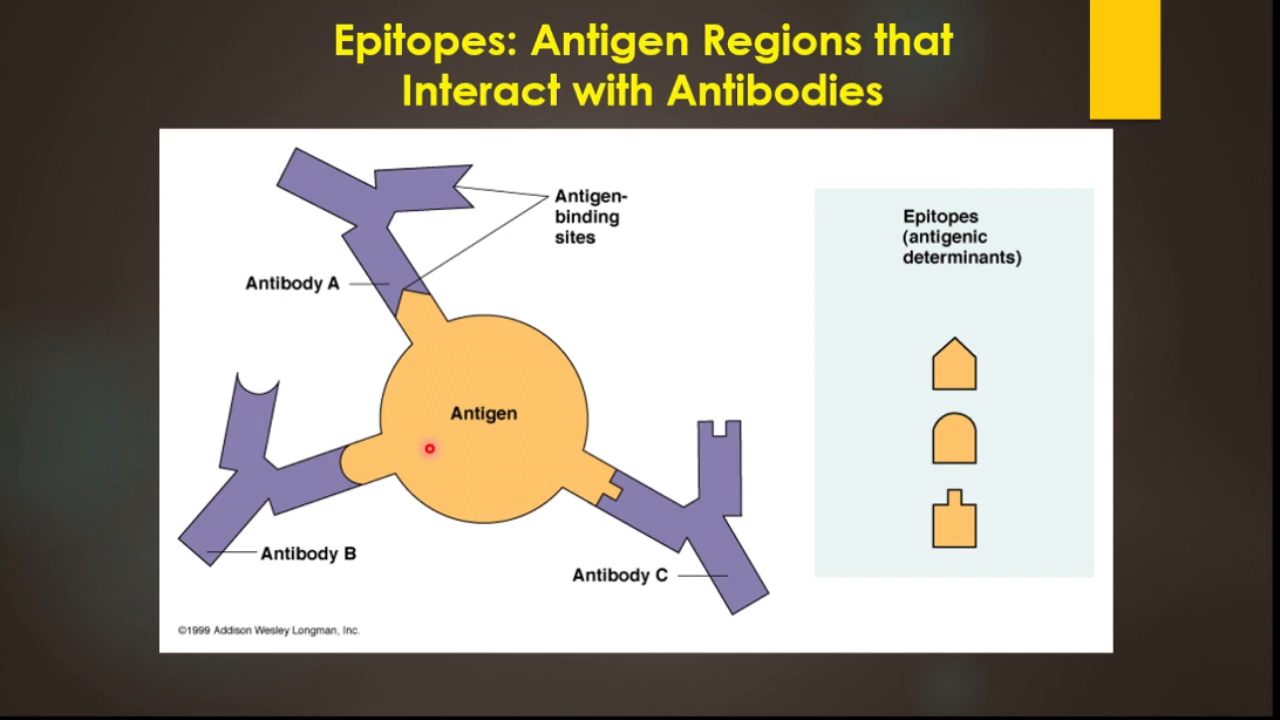 Epitopes: Antigen Regions that
Interact with Antibodies
Antigen-
binding
sites
Epitopes
(antigenic
determinants)
Antibody A
Antigen
Antibody B
Antibody C
©1999 Addison Wesley Longman, Inc.